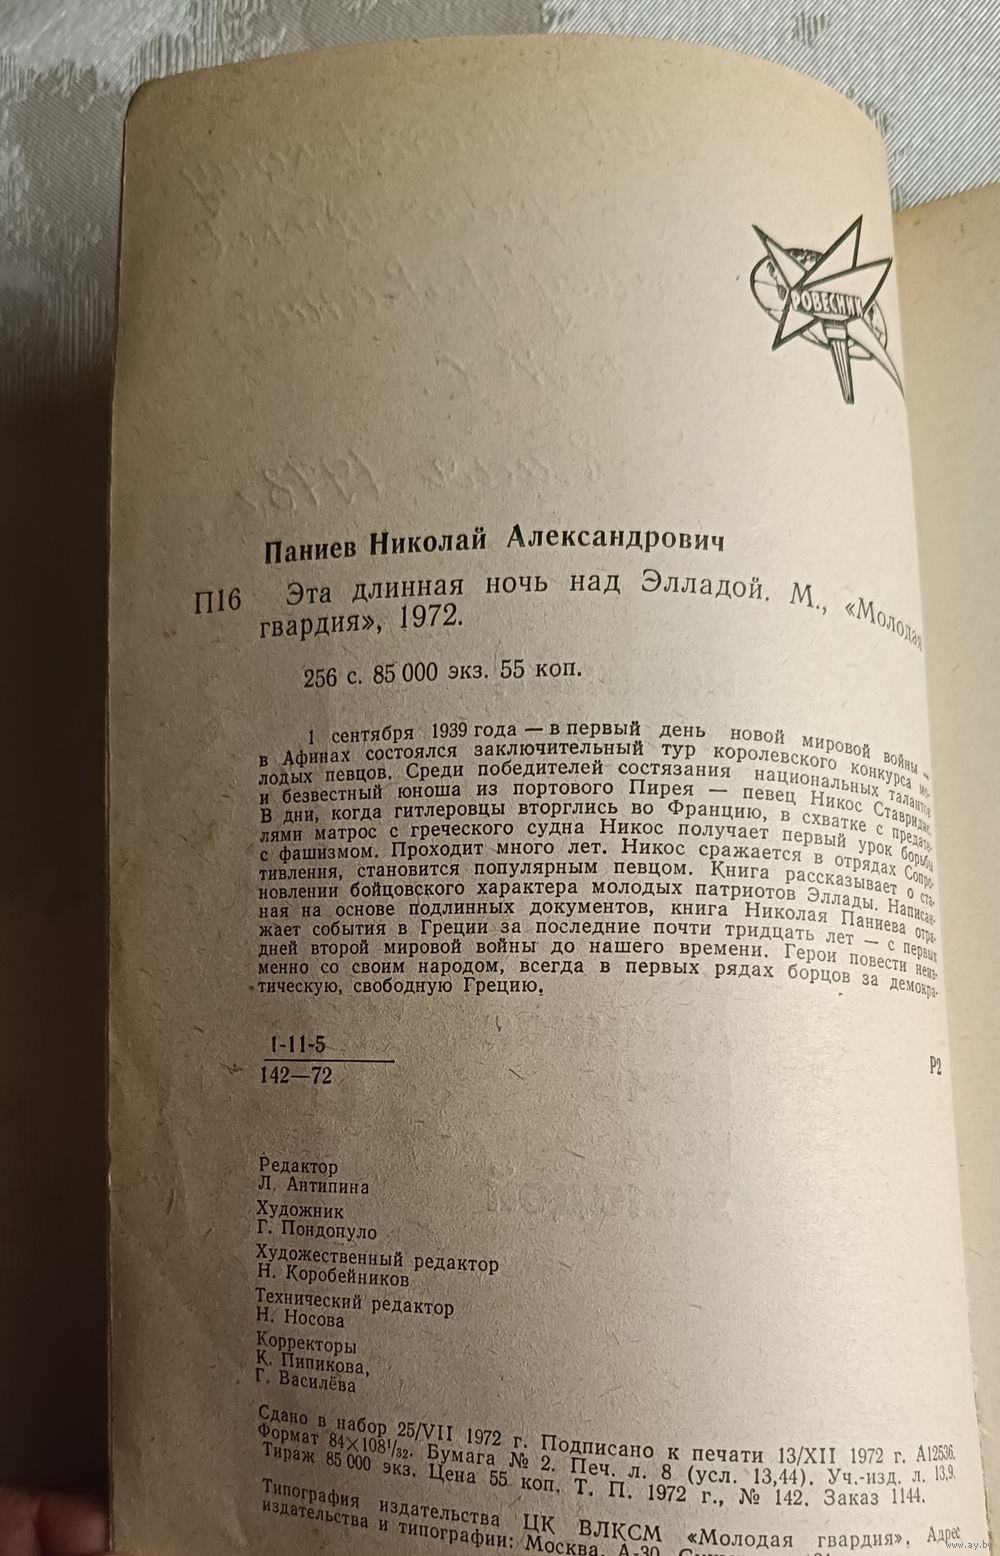 РОВЕСНИК
Паниев Николай Александрович
П16 Эта длинная ночь над Элладой. М., «Молодая
гвардия», 1972.
256 с. 85 000 экз. 55 коп.
1 сентября 1939 года — в первый день новой мировой войны —
в Афинах состоялся заключительный тур королевского конкурса мо-
лодых певцов. Среди победителей состязания национальных талантов
и безвестный юноша из портового Пирея — певец Никос Ставридис.
В дни, когда гитлеровцы вторглись во Францию, в схватке с предате-
лями матрос с греческого судна Никос получает первый урок борьбы
с фашизмом. Проходит много лет. Никос сражается в отрядах Сопро-
тивления, становится популярным певцом. Книга рассказывает о ста-
новлении бойцовского характера молодых патриотов Эллады. Написан-
ная на основе подлинных документов, книга Николая Паниева отра-
жает события в Греции за последние почти тридцать лет — с первых
дней второй мировой войны до нашего времени. Герои повести неиз-
менно со своим народом, всегда в первых рядах борцов за демокра-
тическую, свободную Грецию.
1-11-5
142—72
Р2
Редактор
Л. Антипина
Художник
Г. Пондопуло
Художественный редактор
Н. Коробейников
Технический редактор
Н. Носова
Корректоры
К. Пипикова,
Г. Василёва
Сдано в набор 25/VII 1972 г. Подписано к печати 13/XII 1972 г. А12536.
Формат 84×108 1/32. Бумага № 2. Печ. л. 8 (усл. 13,44). Уч.-изд. л. 13,9.
Тираж 85 000 экз. Цена 55 коп. Т. П. 1972 г., № 142. Заказ 1144.
Типография издательства ЦК ВЛКСМ «Молодая гвардия». Адрес
издательства и типографии: Москва, А-30,
www.ay.by